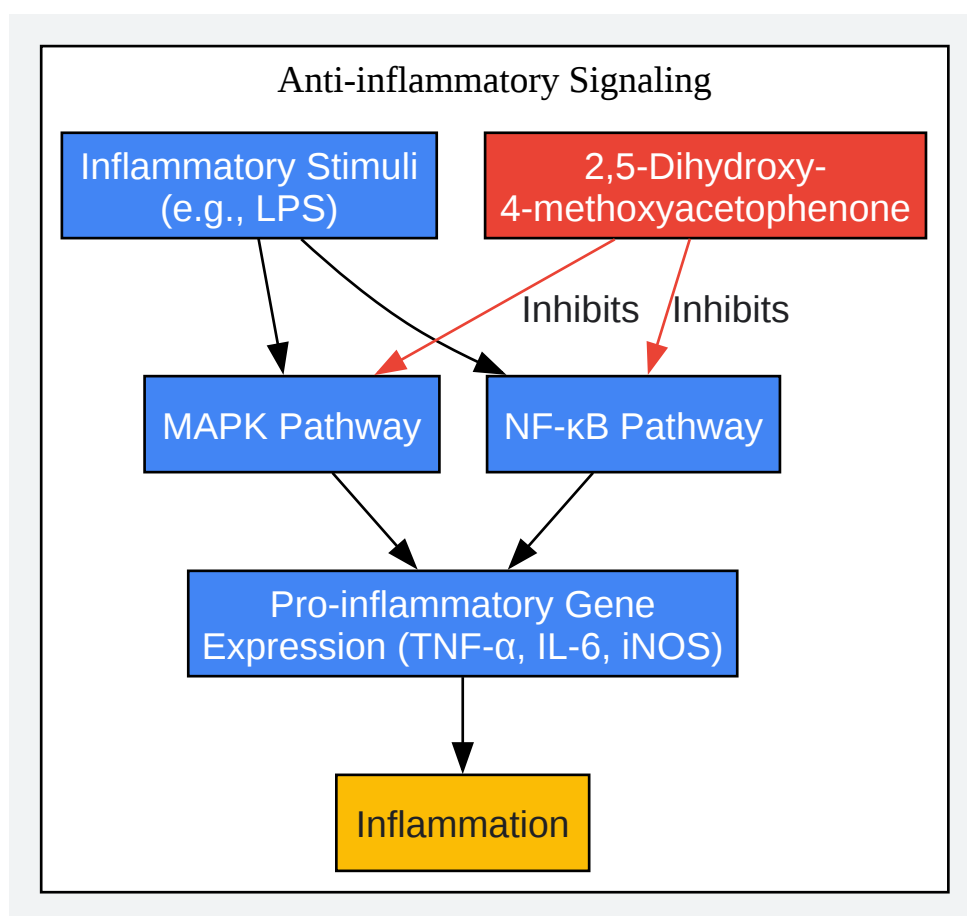 Anti-inflammatory Signaling
Inflammatory Stimuli
(e.g., LPS)
2,5-Dihydroxy-
4-methoxyacetophenone
Inhibits
Inhibits
MAPK Pathway
NF-κB Pathway
Pro-inflammatory Gene
Expression (TNF-α, IL-6, iNOS)
Inflammation